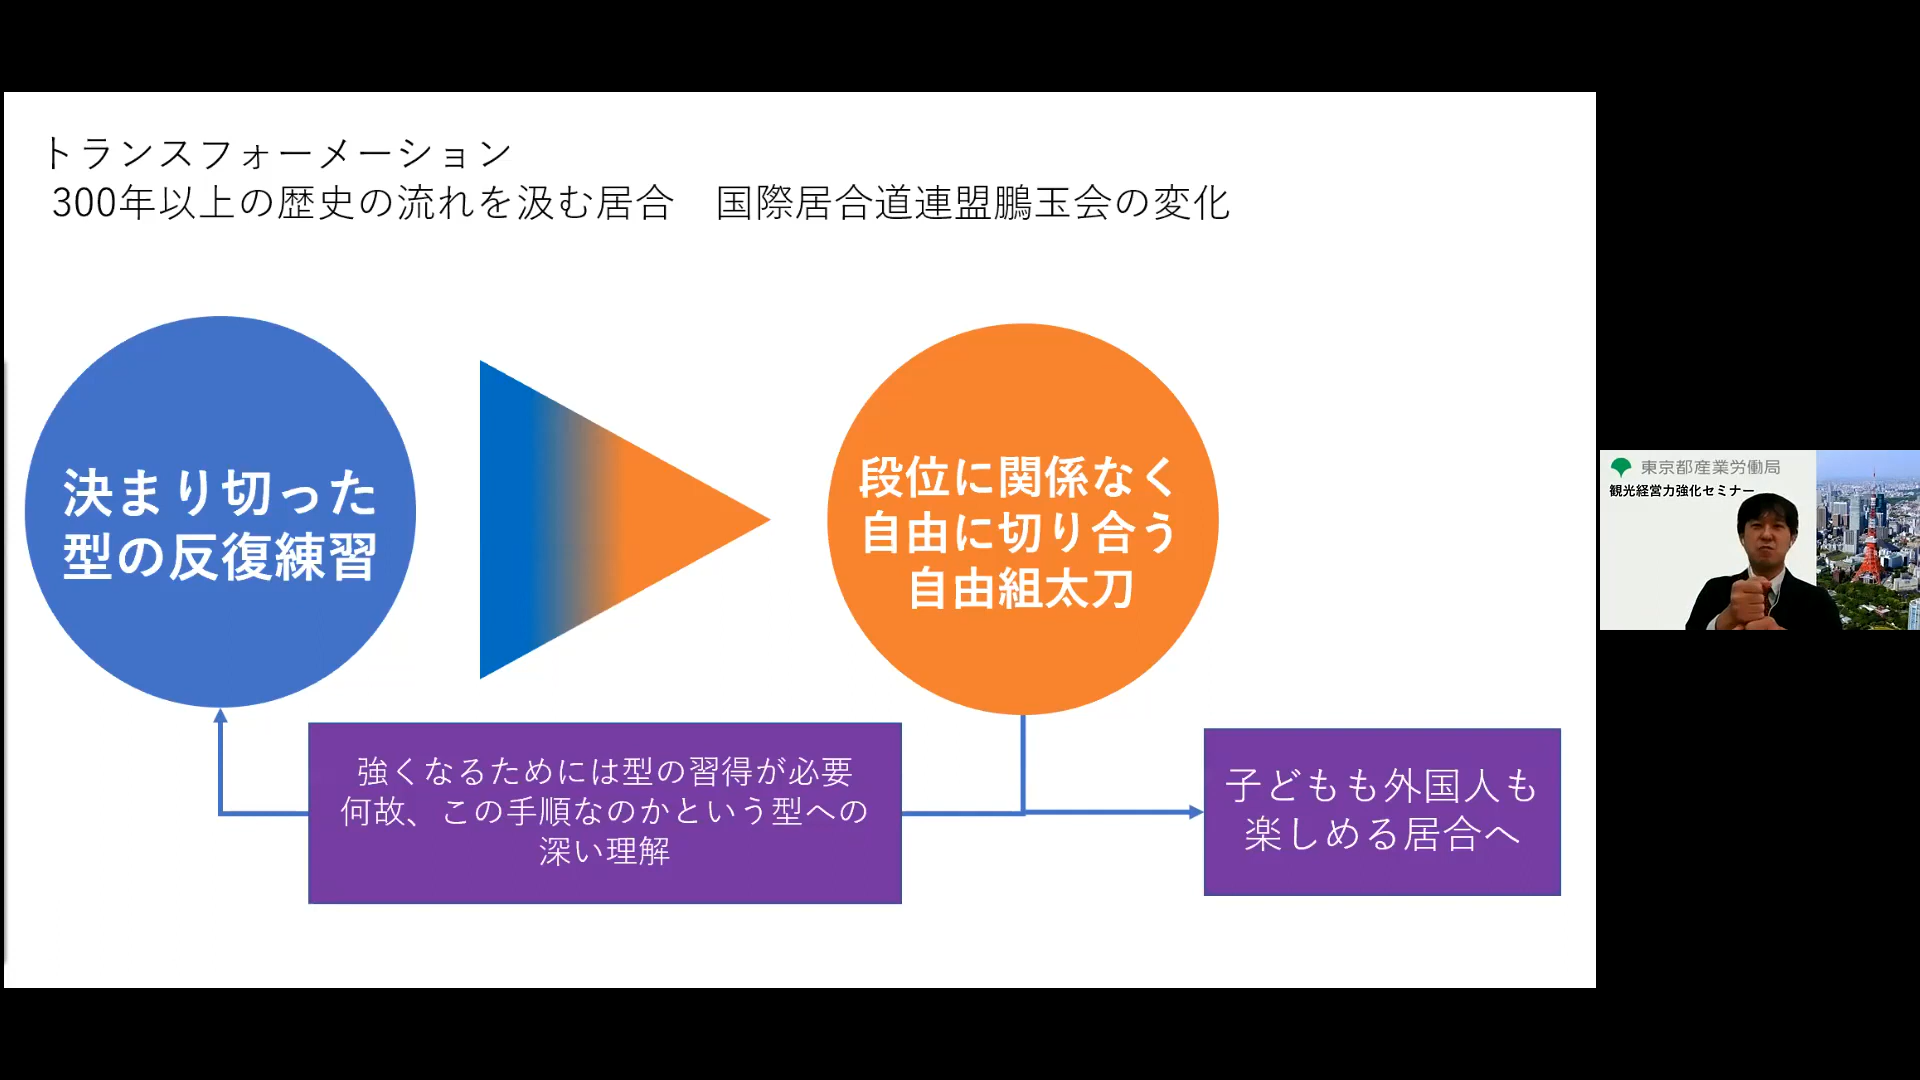 トランスフォーメーション
300年以上の歴史の流れを汲む居合　国際居合道連盟鵬玉会の変化
決まり切った
型の反復練習
段位に関係なく
自由に切り合う
自由組太刀
強くなるためには型の習得が必要
何故、この手順なのかという型への
深い理解
子どもも外国人も
楽しめる居合へ
東京都産業労働局
観光経営力強化セミナー